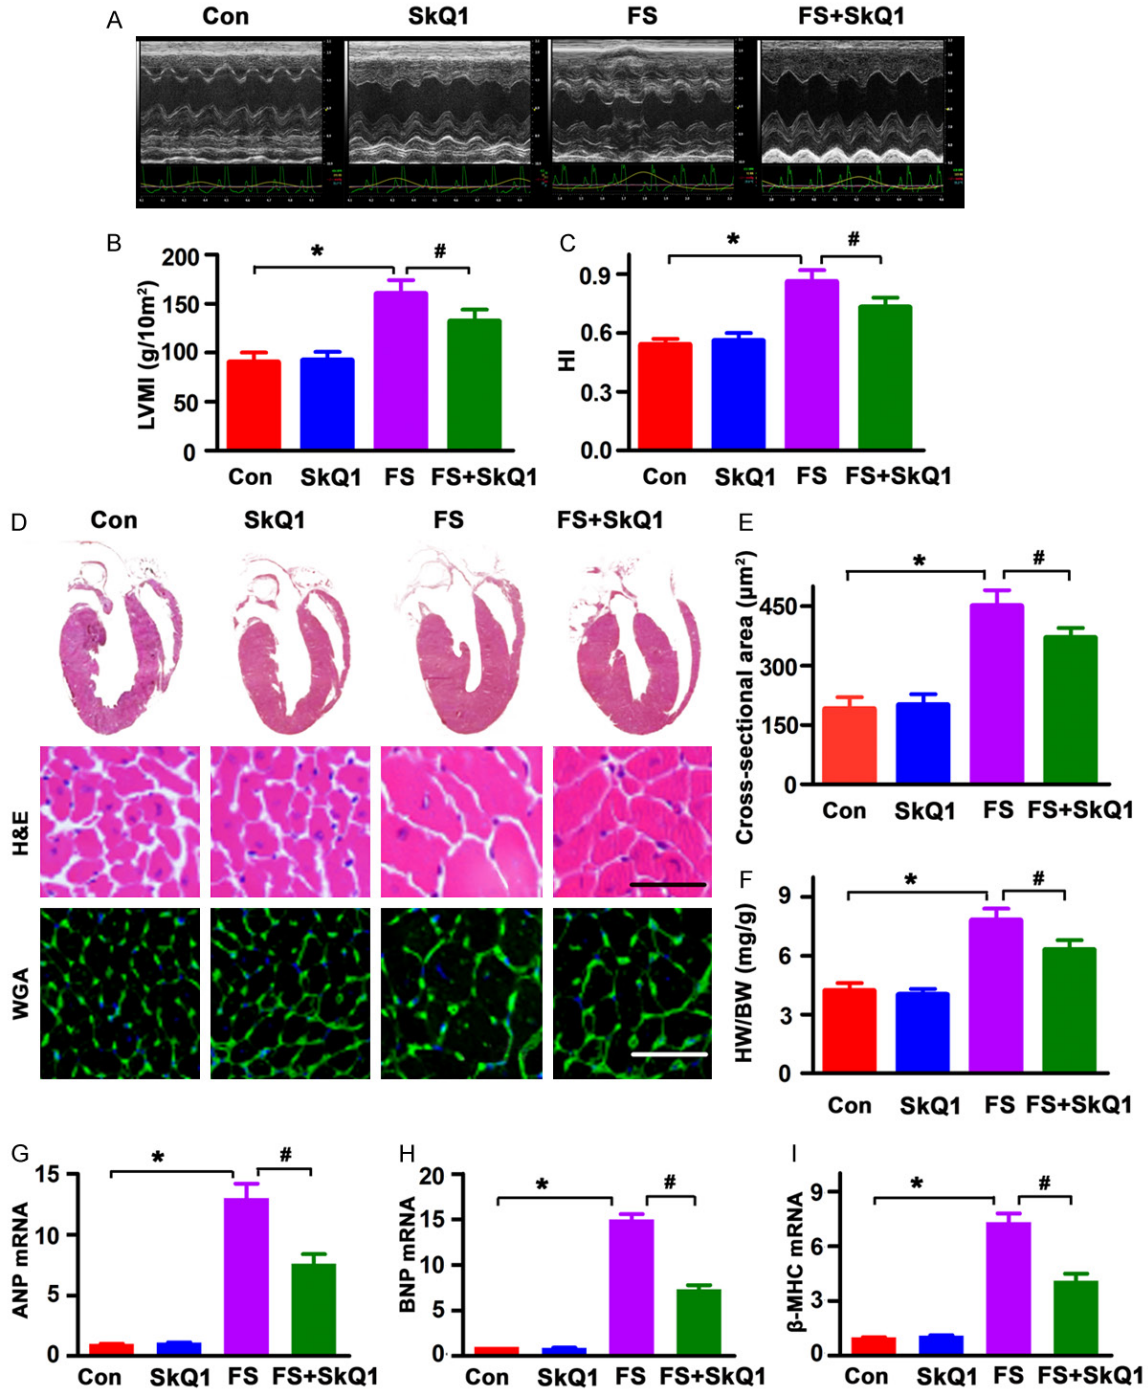 A
Con SkQ1 FS FS+SkQ1
B
LVMI (g/10m²)
200
150
100
50
0
*
#
Con SkQ1 FS FS+SkQ1
C
HI
0.9
0.6
0.3
0.0
*
#
Con SkQ1 FS FS+SkQ1
D
Con SkQ1 FS FS+SkQ1
H&E
WGA
E
Cross-sectional area (µm²)
450
300
150
0
*
#
Con SkQ1 FS FS+SkQ1
F
HW/BW (mg/g)
9
6
3
0
*
#
Con SkQ1 FS FS+SkQ1
G
ANP mRNA
15
10
5
0
*
#
Con SkQ1 FS FS+SkQ1
H
BNP mRNA
20
15
10
5
0
*
#
Con SkQ1 FS FS+SkQ1
I
β-MHC mRNA
9
6
3
0
*
#
Con SkQ1 FS FS+SkQ1